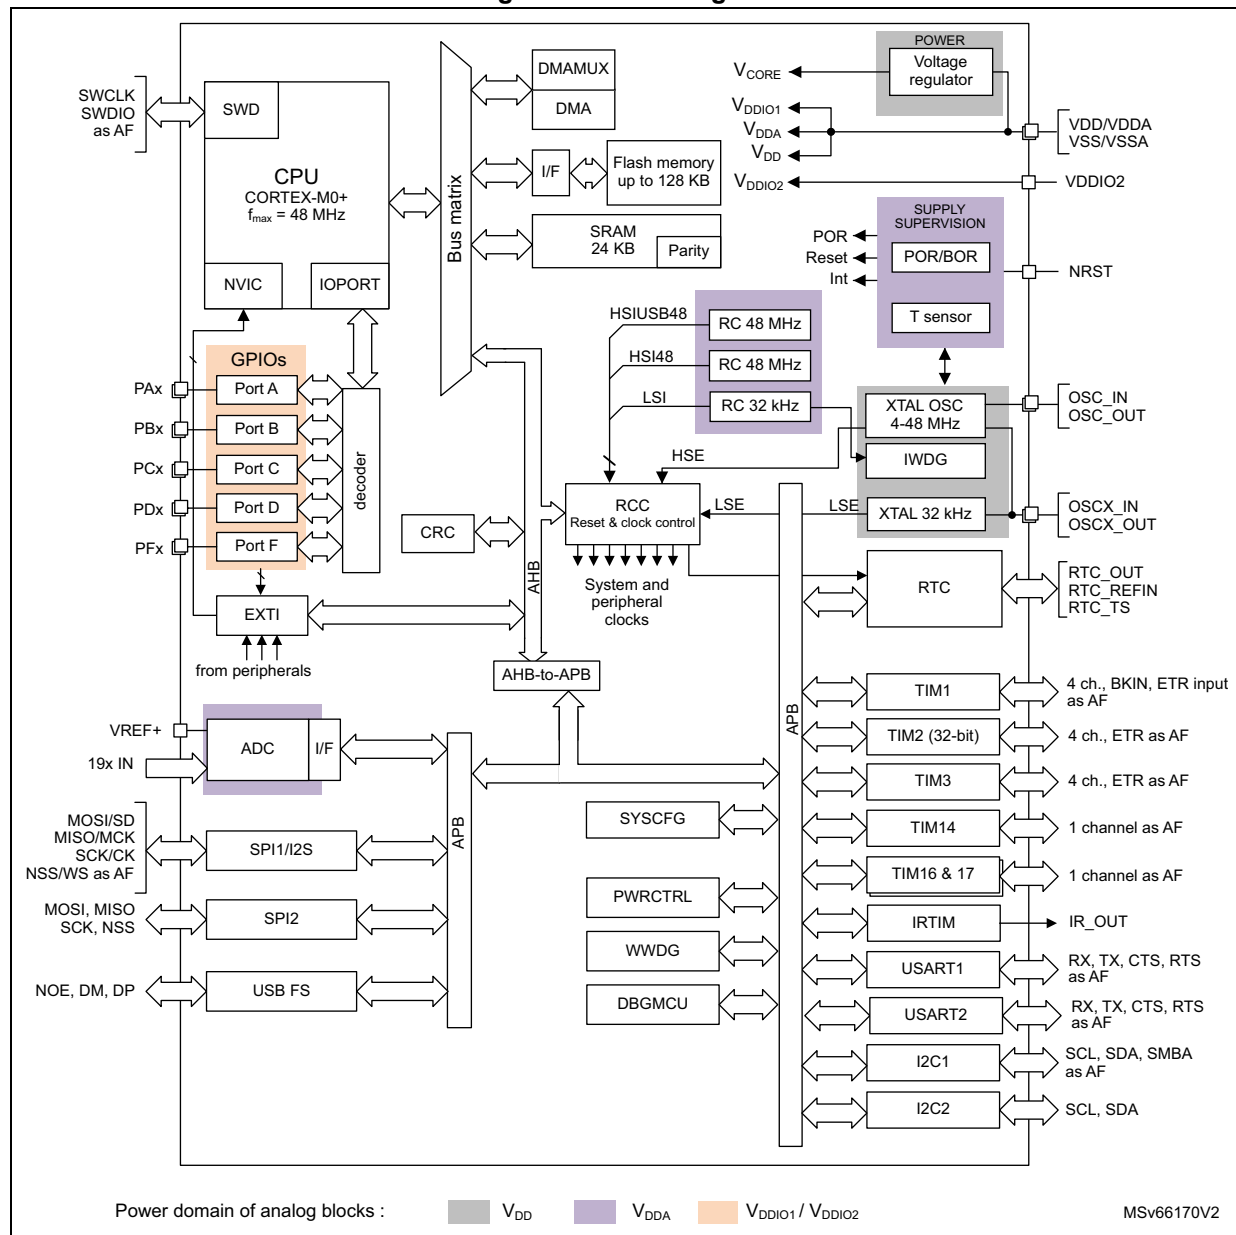 POWER
Voltage
regulator
VCORE
VDDIO1
VDDA
VDD
VDDIO2
VDD/VDDA
VSS/VSSA
VDDIO2
SWCLK
SWDIO
as AF
SWD
CPU
CORTEX-M0+
fmax = 48 MHz
NVIC
IOPORT
Bus matrix
DMAMUX
DMA
I/F
Flash memory
up to 128 KB
SRAM
24 KB
Parity
SUPPLY
SUPERVISION
POR
Reset
Int
POR/BOR
T sensor
NRST
HSIUSB48
RC 48 MHz
HSI48
RC 48 MHz
LSI
RC 32 kHz
GPIOs
PAx
Port A
PBx
Port B
PCx
Port C
PDx
Port D
PFx
Port F
decoder
XTAL OSC
4-48 MHz
IWDG
XTAL 32 kHz
OSC_IN
OSC_OUT
OSCX_IN
OSCX_OUT
HSE
LSE
LSE
RCC
Reset & clock control
System and
peripheral
clocks
CRC
AHB
EXTI
from peripherals
AHB-to-APB
RTC
RTC_OUT
RTC_REFIN
RTC_TS
VREF+
19x IN
ADC
I/F
APB
APB
MOSI/SD
MISO/MCK
SCK/CK
NSS/WS as AF
SPI1/I2S
MOSI, MISO
SCK, NSS
SPI2
NOE, DM, DP
USB FS
SYSCFG
PWRCTRL
WWDG
DBGMCU
TIM1
4 ch., BKIN, ETR input
as AF
TIM2 (32-bit)
4 ch., ETR as AF
TIM3
4 ch., ETR as AF
TIM14
1 channel as AF
TIM16 & 17
1 channel as AF
IRTIM
IR_OUT
USART1
RX, TX, CTS, RTS
as AF
USART2
RX, TX, CTS, RTS
as AF
I2C1
SCL, SDA, SMBA
as AF
I2C2
SCL, SDA
Power domain of analog blocks :
VDD
VDDA
VDDIO1 / VDDIO2
MSv66170V2